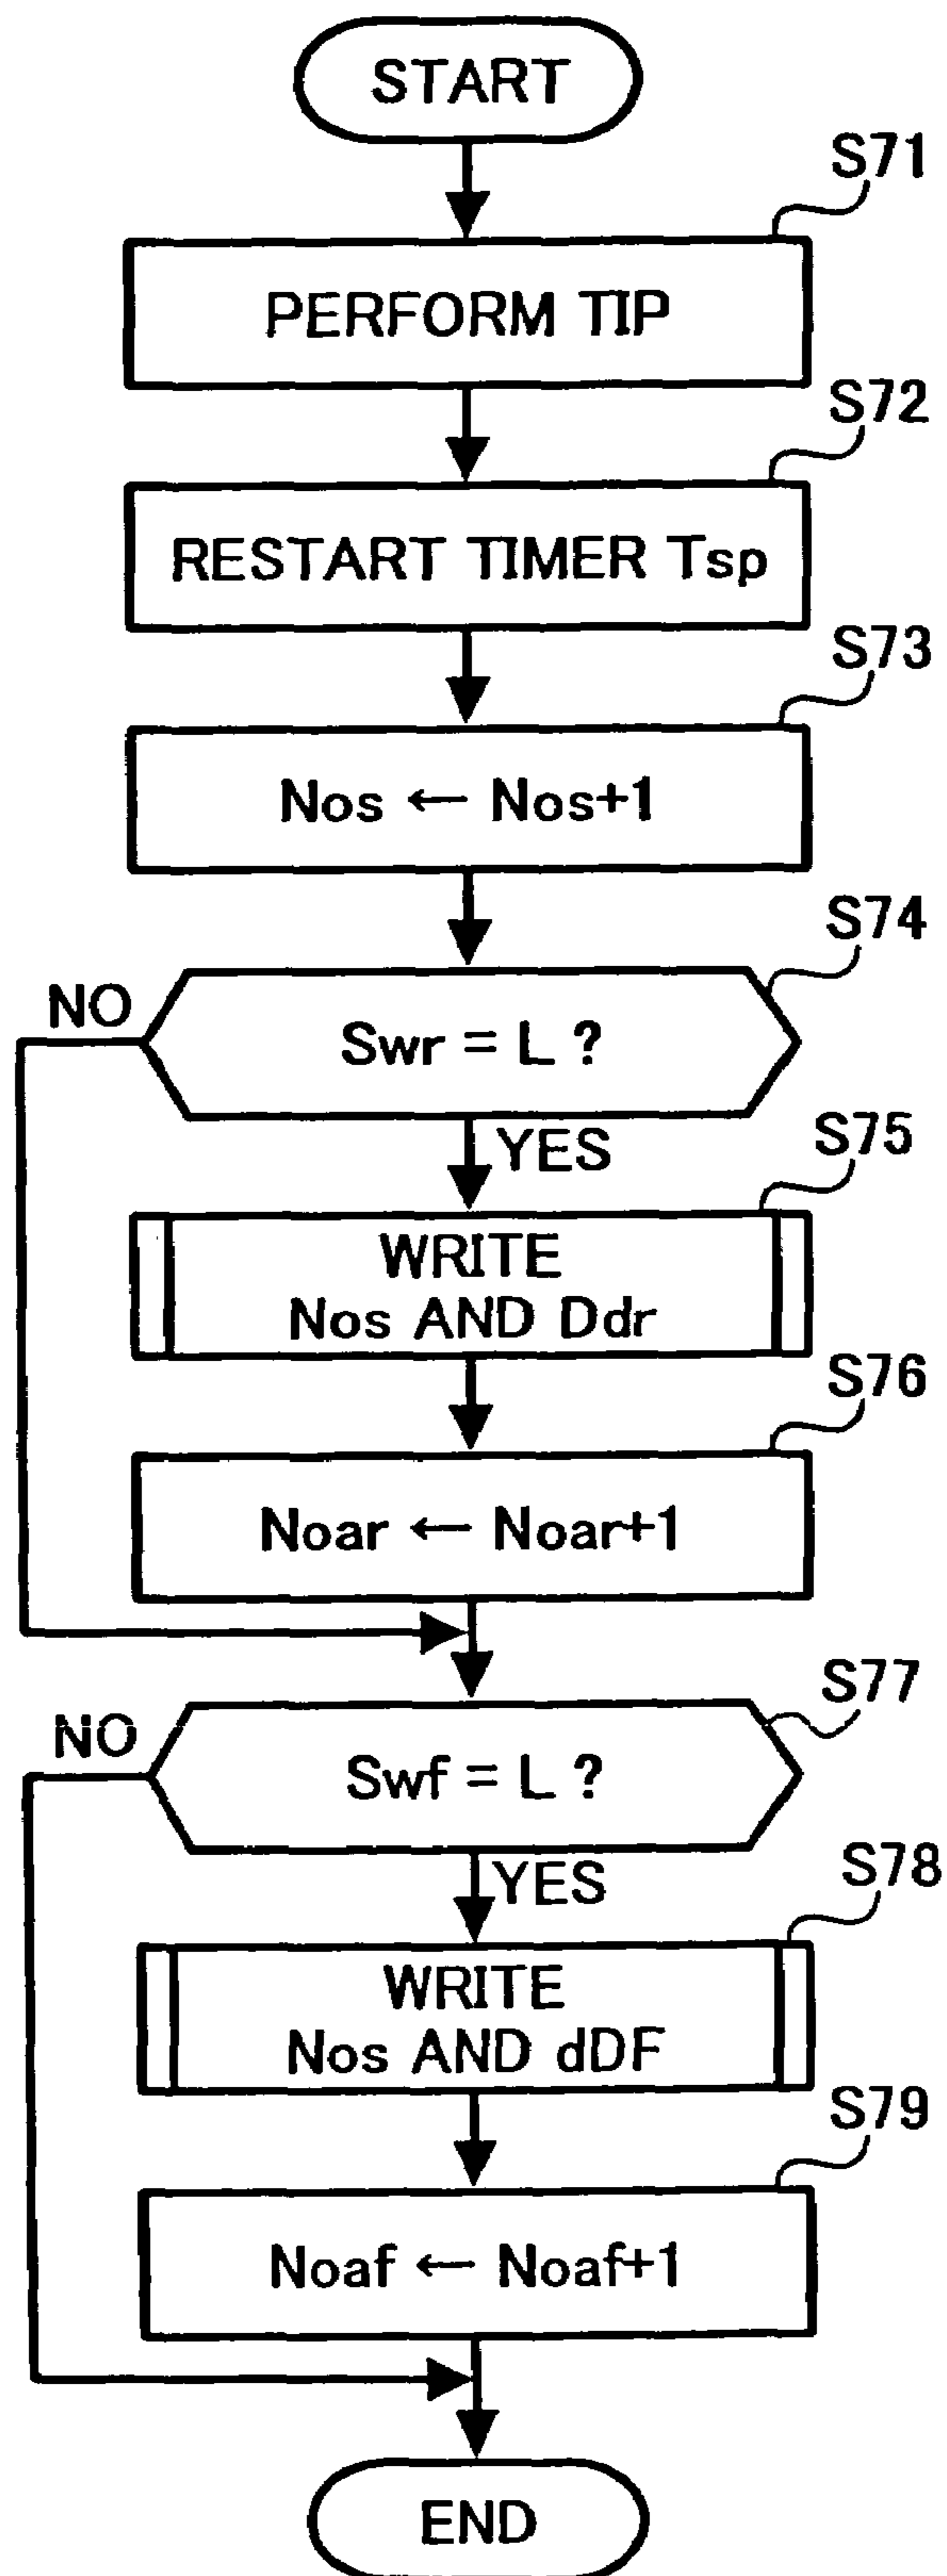 START
S71
PERFORM TIP
S72
RESTART TIMER Tsp
S73
Nos ← Nos+1
S74
NO
Swr = L ?
YES
S75
WRITE
Nos AND Ddr
S76
Noar ← Noar+1
S77
NO
Swf = L ?
YES
S78
WRITE
Nos AND dDF
S79
Noaf ← Noaf+1
END